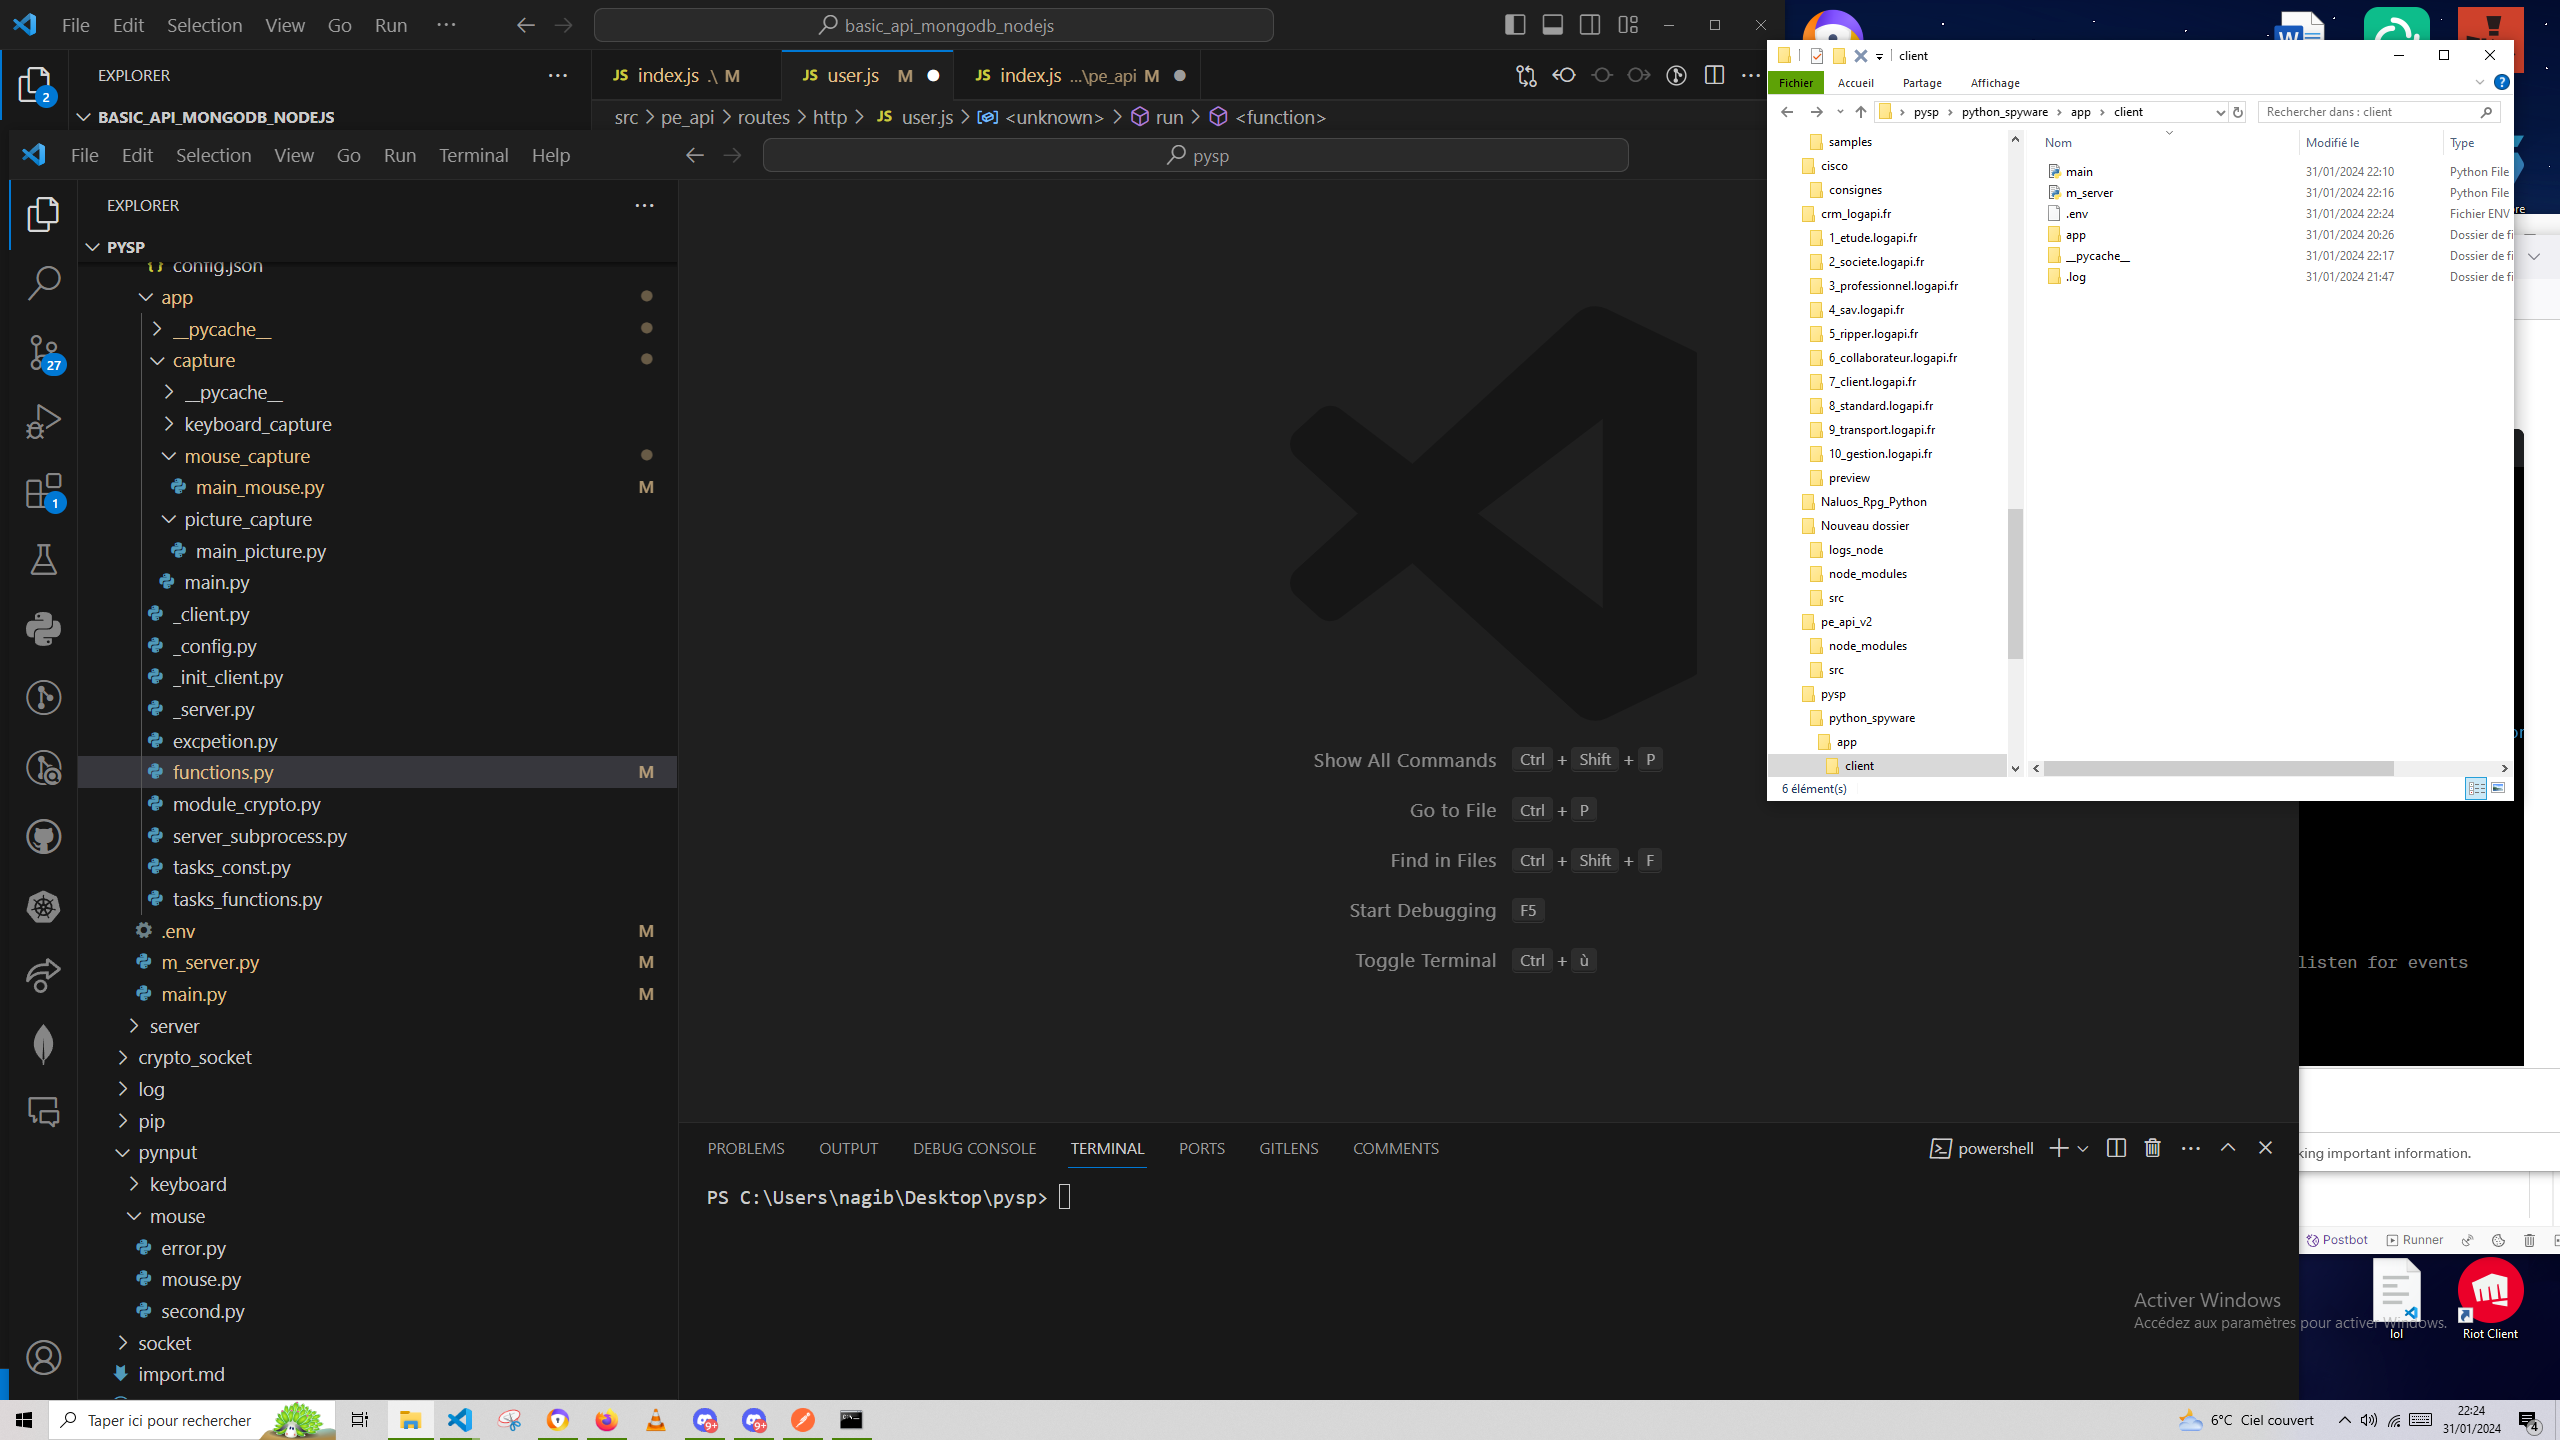 File Edit Selection View Go Run ··· basic_api_mongodb_nodejs
EXPLORER ···
2
BASIC_API_MONGODB_NODEJS
JS index.js .\ M JS user.js M JS index.js ...\pe_api M
src > pe_api > routes > http > JS user.js > <unknown> > run > <function>
File Edit Selection View Go Run Terminal Help pysp
EXPLORER ···
PYSP
config.json
app
__pycache__
capture
27
__pycache__
keyboard_capture
mouse_capture
main_mouse.py M
1
picture_capture
main_picture.py
main.py
_client.py
_config.py
_init_client.py
_server.py
excpetion.py
functions.py M
module_crypto.py
server_subprocess.py
tasks_const.py
tasks_functions.py
.env M
m_server.py M
main.py M
server
crypto_socket
log
pip
pynput
keyboard
mouse
error.py
mouse.py
second.py
socket
import.md
Show All Commands Ctrl + Shift + P
Go to File Ctrl + P
Find in Files Ctrl + Shift + F
Start Debugging F5
Toggle Terminal Ctrl + ù
PROBLEMS OUTPUT DEBUG CONSOLE TERMINAL PORTS GITLENS COMMENTS
powershell
PS C:\Users\nagib\Desktop\pysp>
client
Fichier Accueil Partage Affichage
pysp > python_spyware > app > client
Rechercher dans : client
samples
cisco
consignes
crm_logapi.fr
1_etude.logapi.fr
2_societe.logapi.fr
3_professionnel.logapi.fr
4_sav.logapi.fr
5_ripper.logapi.fr
6_collaborateur.logapi.fr
7_client.logapi.fr
8_standard.logapi.fr
9_transport.logapi.fr
10_gestion.logapi.fr
preview
Naluos_Rpg_Python
Nouveau dossier
logs_node
node_modules
src
pe_api_v2
node_modules
src
pysp
python_spyware
app
client
Nom Modifié le Type
main 31/01/2024 22:10 Python File
m_server 31/01/2024 22:16 Python File
.env 31/01/2024 22:24 Fichier ENV
app 31/01/2024 20:26 Dossier de fi
__pycache__ 31/01/2024 22:17 Dossier de fi
.log 31/01/2024 21:47 Dossier de fi
6 élément(s)
listen for events
king important information.
Postbot Runner
Activer Windows
Accédez aux paramètres pour activer Windows.
lol Riot Client
Taper ici pour rechercher
9+ 9+
6°C Ciel couvert
22:24
31/01/2024
4